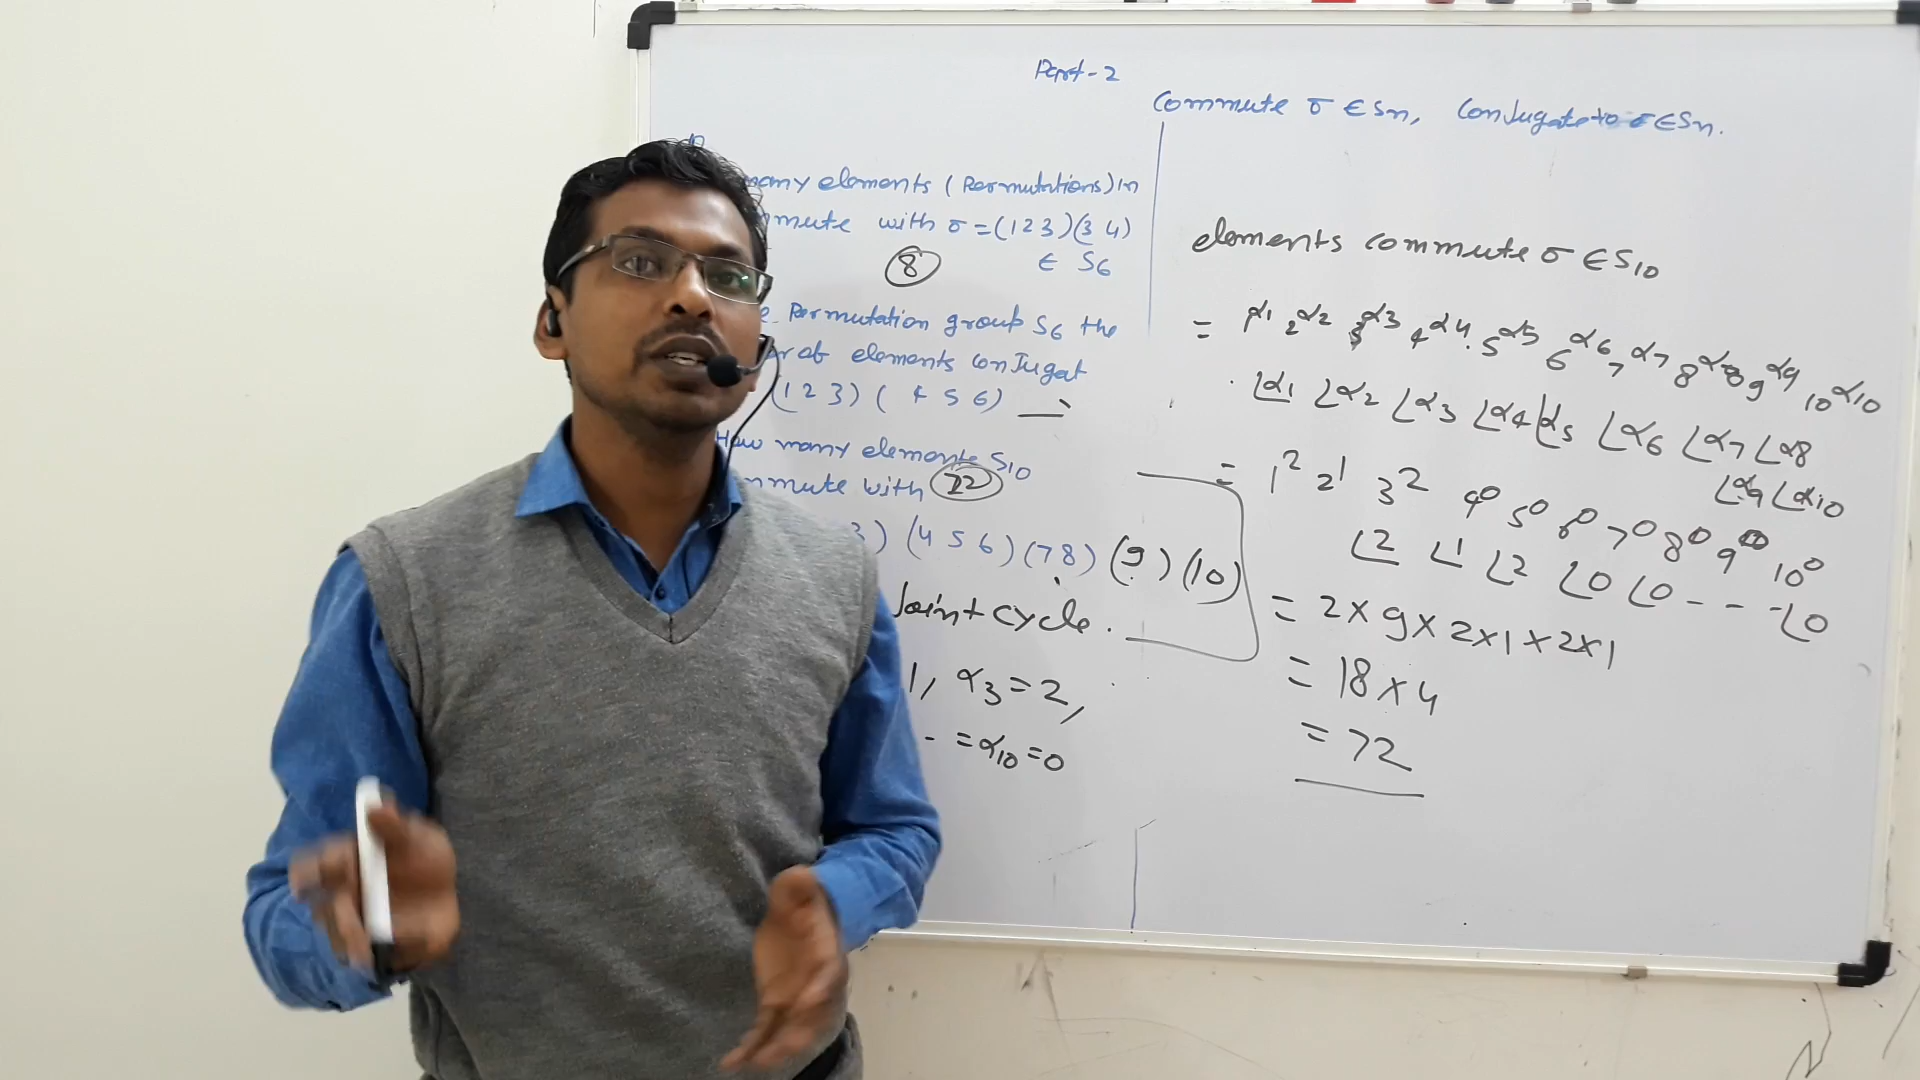 Part-2
Commute σ ∈ Sn, Conjugate to σ ∈ Sn.
many elements (Permutations) in
mmute with σ = (1 2 3)(3 4)
∈ S6
8
Permutation group S6 the
of elements conJugat
(1 2 3) ( 4 5 6)
How many elements S10
mmute with 72
3) (4 5 6) (7 8) (9) (10)
Joint cycle.
1, α3 = 2,
- = α10 = 0
elements commute σ ∈ S10
= 1^α1 2^α2 3^α3 4^α4 . 5^α5 6^α6 7^α7 8^α8 9^α9 10^α10
∟α1 ∟α2 ∟α3 ∟α4 ∟α5 ∟α6 ∟α7 ∟α8
∟α9 ∟α10
= 1^2 2^1 3^2 4^0 5^0 6^0 7^0 8^0 9^0 10^0
∟2 ∟1 ∟2 ∟0 ∟0 - - - ∟0
= 2 x 9 x 2 x 1 x 2 x 1
= 18 x 4
= 72